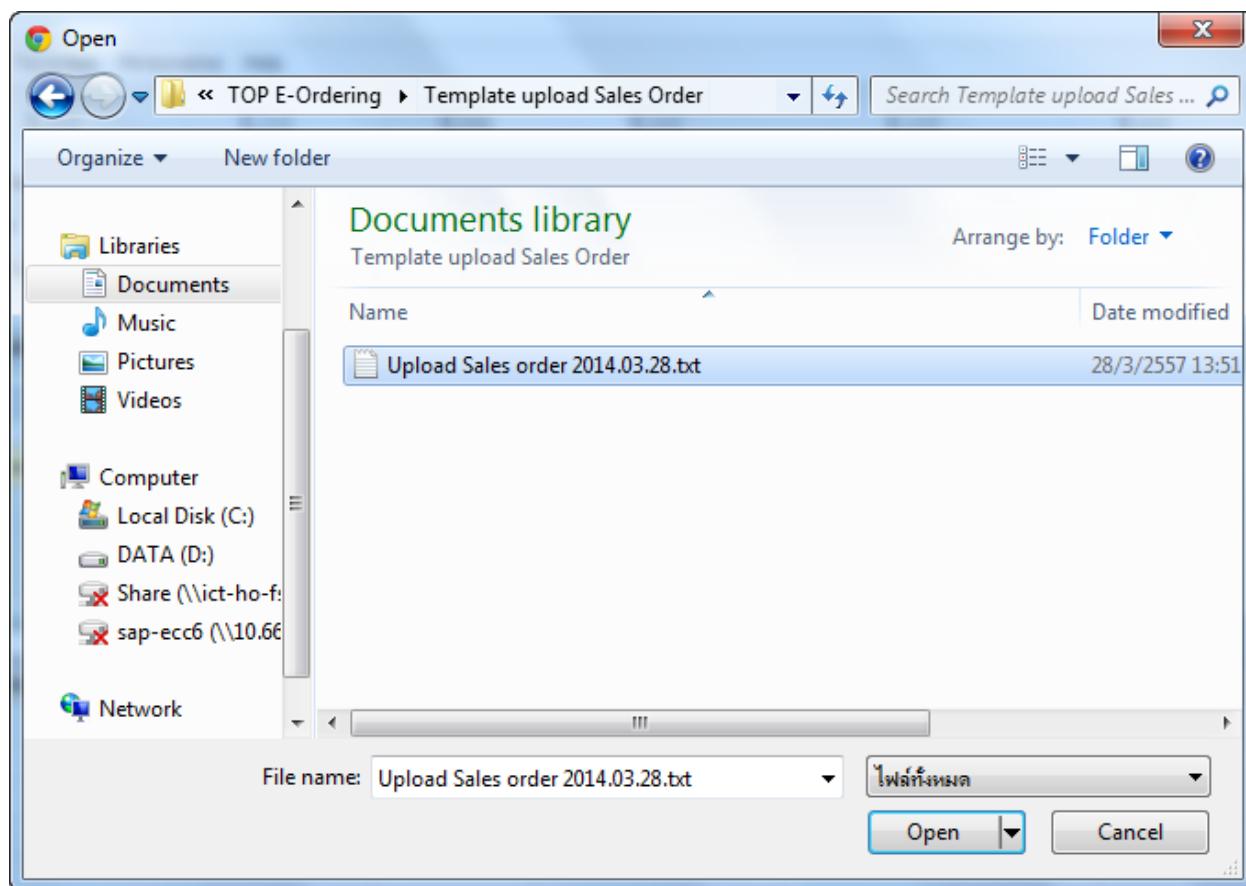 Open
« TOP E-Ordering ▸ Template upload Sales Order
Search Template upload Sales ...
Organize
New folder
Documents library
Template upload Sales Order
Arrange by: Folder
Name
Date modified
Upload Sales order 2014.03.28.txt
28/3/2557 13:51
Libraries
Documents
Music
Pictures
Videos
Computer
Local Disk (C:)
DATA (D:)
Share (\\ict-ho-f
sap-ecc6 (\\10.66
Network
File name: Upload Sales order 2014.03.28.txt
ไฟล์ทั้งหมด
Open
Cancel